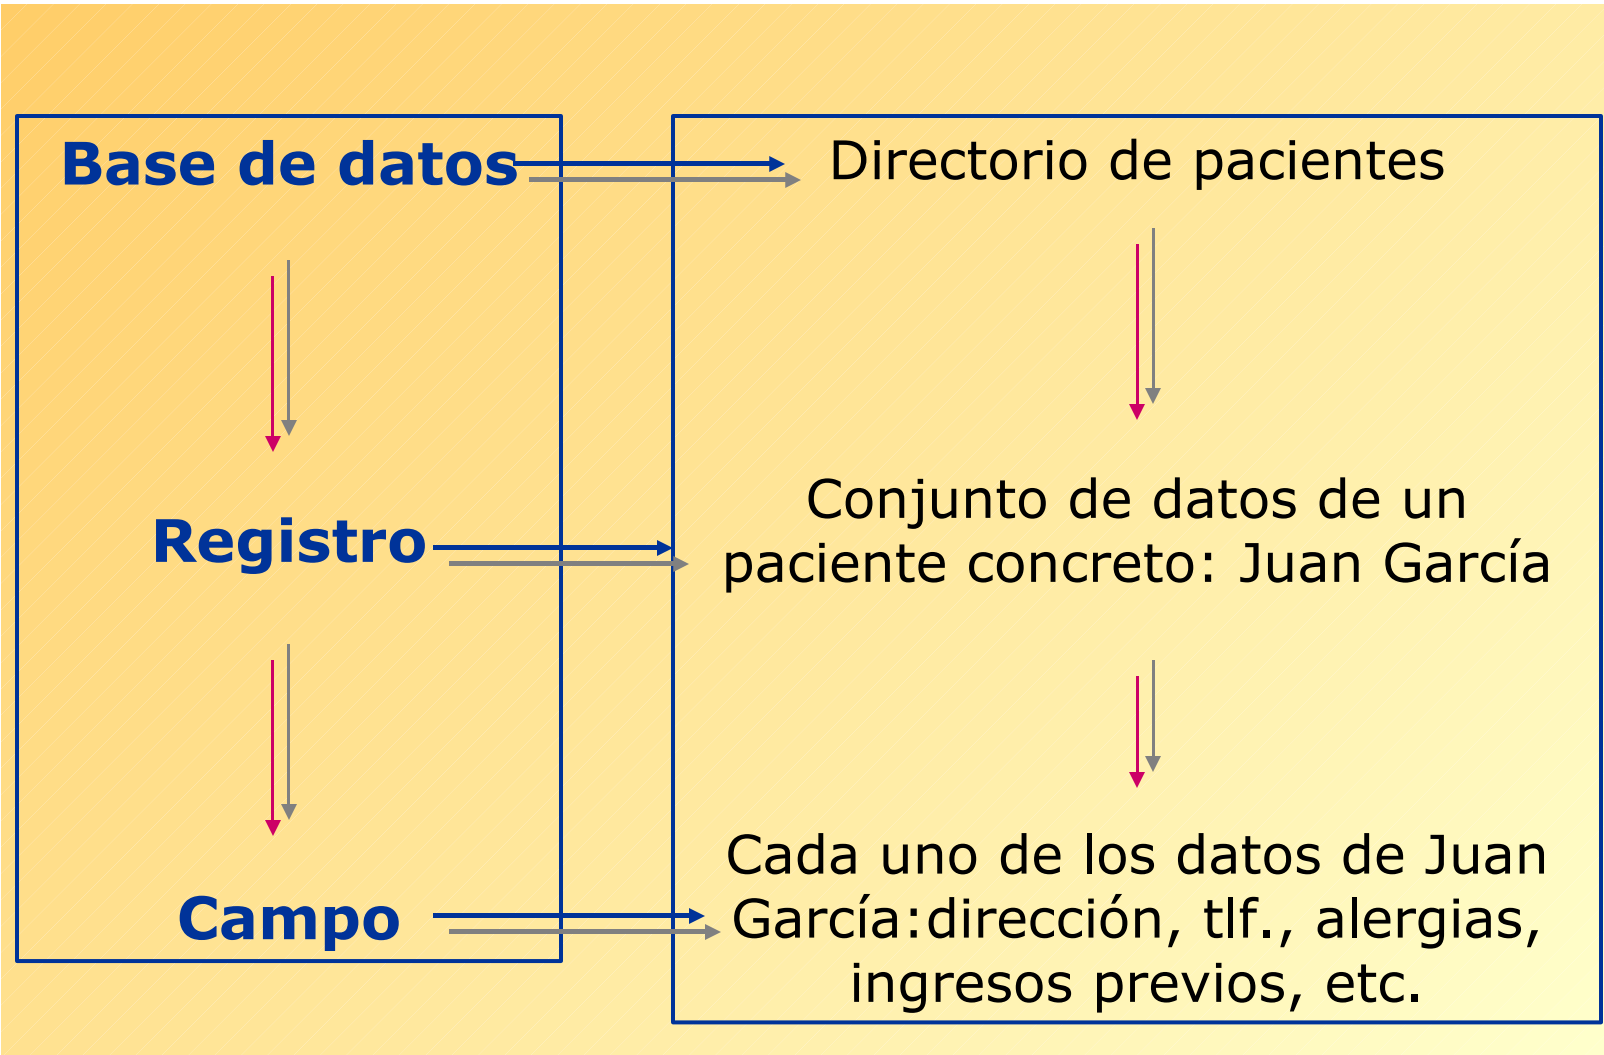 Base de datos
Directorio de pacientes
Registro
Conjunto de datos de un
paciente concreto: Juan García
Campo
Cada uno de los datos de Juan
García:dirección, tlf., alergias,
ingresos previos, etc.